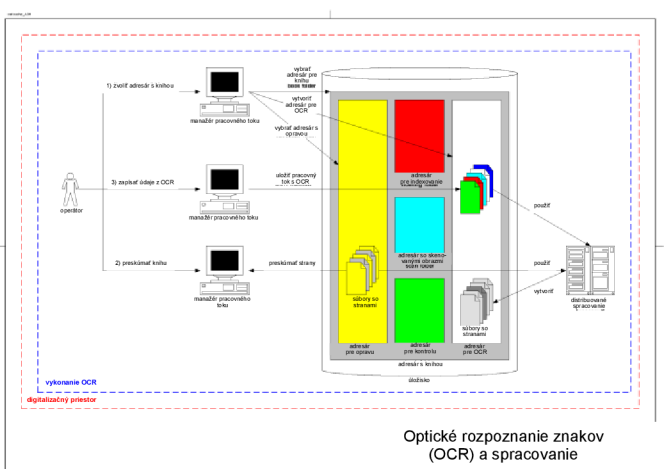 1) zvoliť adresár s knihou
manažér pracovného toku
vybrať
adresár pre
knihu
vytvoriť
adresár pre
OCR
vybrať adresár s
opravou
operátor
3) zapísať údaje z OCR
manažér pracovného toku
uložiť pracovný
tok s OCR
2) preskúmať knihu
manažér pracovného
toku
preskúmať strany
adresár
pre indexovanie
adresár so skeno-
vanými obrazmi
súbory so
stranami
adresár
pre opravu
adresár
pre kontrolu
súbory so
stranami
adresár
pre OCR
adresár s knihou
úložisko
použiť
použiť
vytvoriť
distribuované
spracovanie
vykonanie OCR
digitalizačný priestor
Optické rozpoznanie znakov
(OCR) a spracovanie